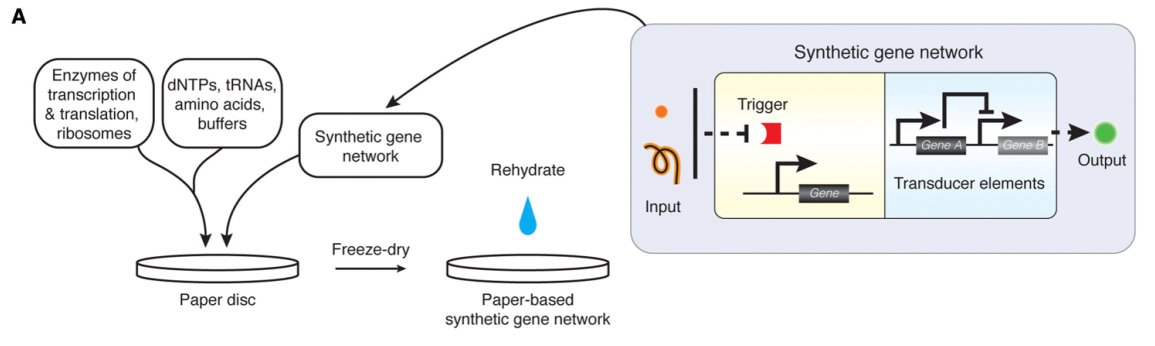 A
Enzymes of
transcription
& translation,
ribosomes
dNTPs, tRNAs,
amino acids,
buffers
Synthetic gene
network
Paper disc
Freeze-dry
Rehydrate
Paper-based
synthetic gene network
Synthetic gene network
Input
Trigger
Gene
Gene A
Gene B
Transducer elements
Output